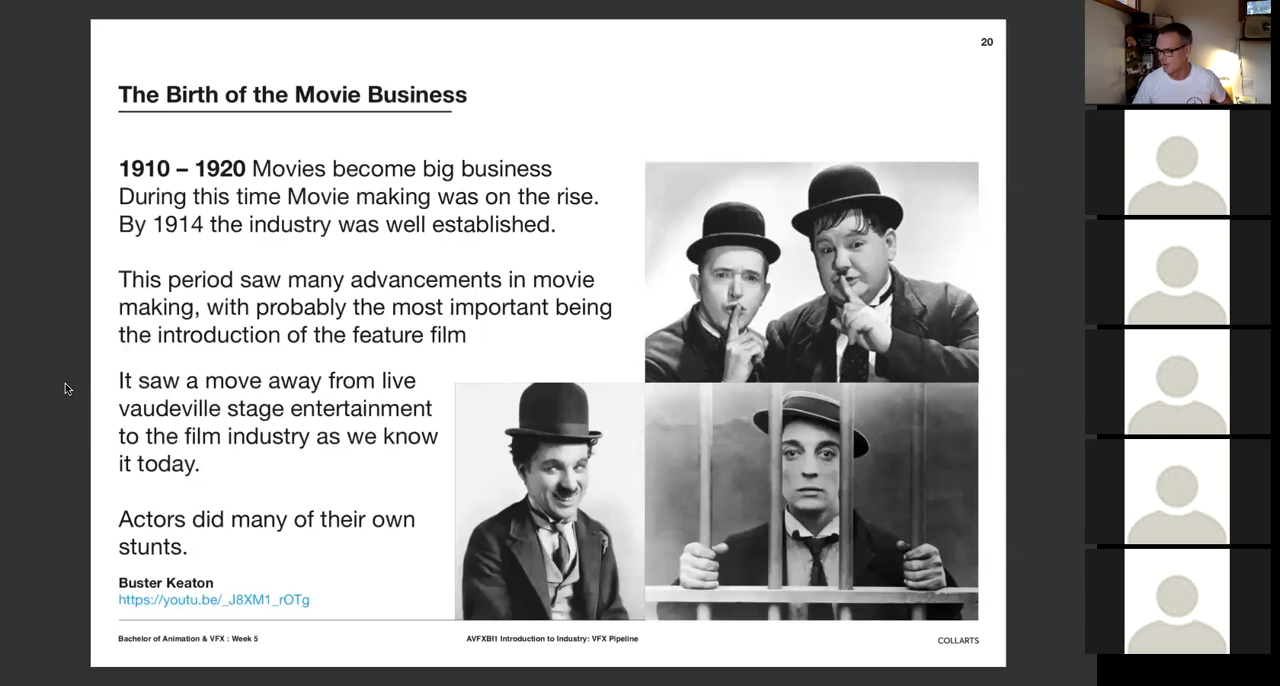 20
The Birth of the Movie Business
1910 – 1920 Movies become big business
During this time Movie making was on the rise.
By 1914 the industry was well established.
This period saw many advancements in movie
making, with probably the most important being
the introduction of the feature film
It saw a move away from live
vaudeville stage entertainment
to the film industry as we know
it today.
Actors did many of their own
stunts.
Buster Keaton
https://youtu.be/_J8XM1_rOTg
Bachelor of Animation & VFX : Week 5
AVFXBI1 Introduction to Industry: VFX Pipeline
COLLARTS